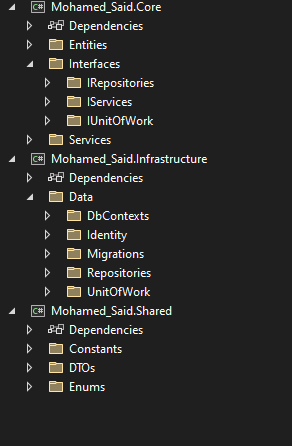 Mohamed_Said.Core
Dependencies
Entities
Interfaces
IRepositories
IServices
IUnitOfWork
Services
Mohamed_Said.Infrastructure
Dependencies
Data
DbContexts
Identity
Migrations
Repositories
UnitOfWork
Mohamed_Said.Shared
Dependencies
Constants
DTOs
Enums